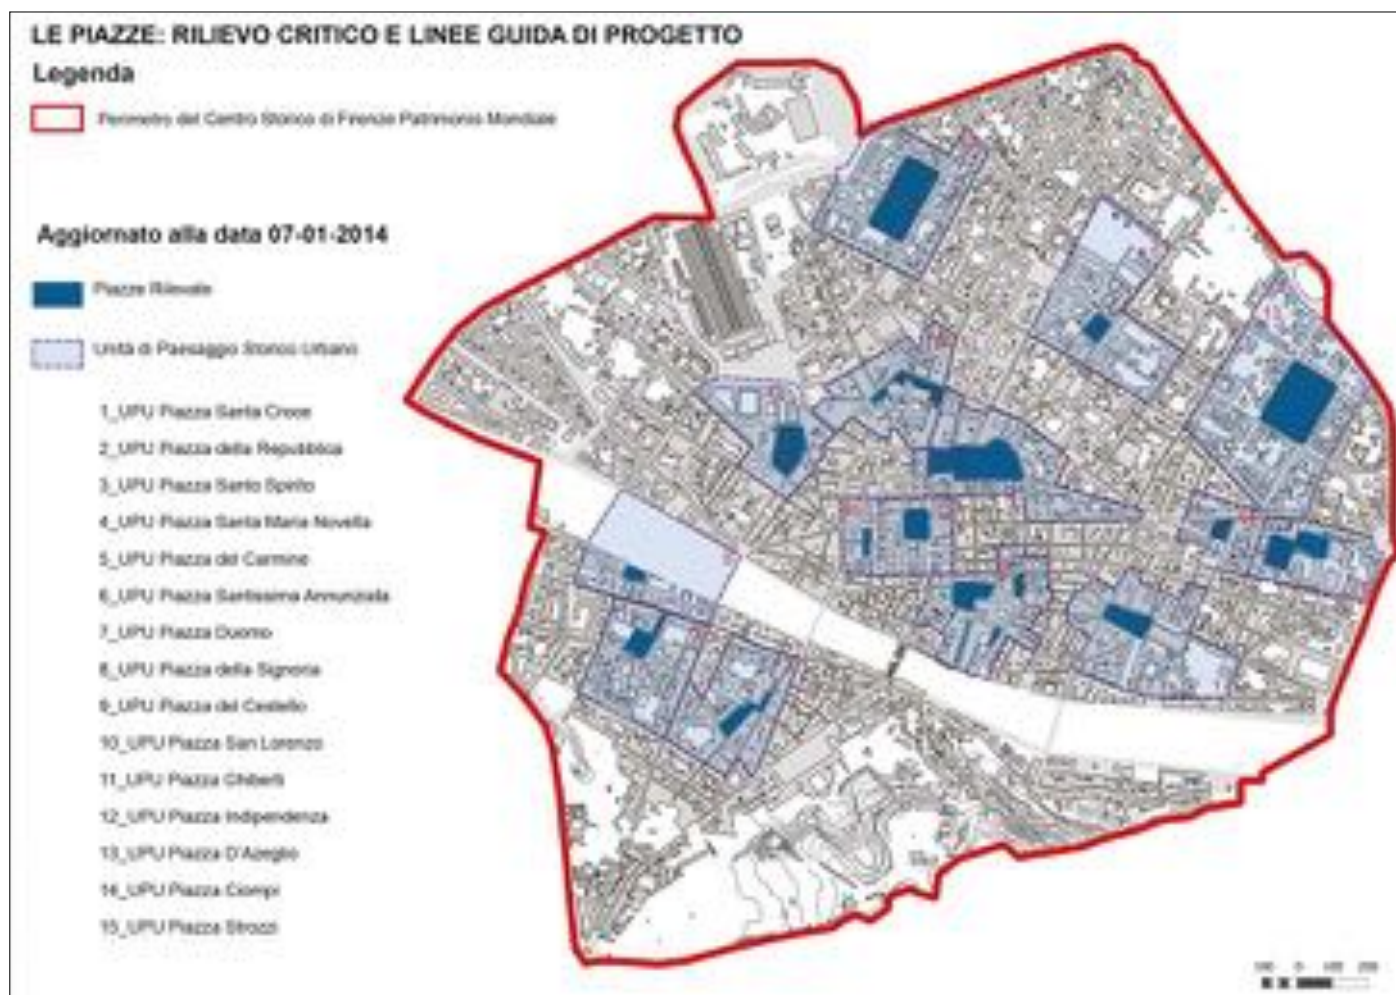 LE PIAZZE: RILIEVO CRITICO E LINEE GUIDA DI PROGETTO
Legenda
Perimetro del Centro Storico di Firenze Patrimonio Mondiale
Aggiornato alla data 07-01-2014
Piazze Rilevate
Unità di Paesaggio Storico Urbano
1_UPU Piazza Santa Croce
2_UPU Piazza della Repubblica
3_UPU Piazza Santo Spirito
4_UPU Piazza Santa Maria Novella
5_UPU Piazza del Carmine
6_UPU Piazza Santissima Annunziata
7_UPU Piazza Duomo
8_UPU Piazza della Signoria
9_UPU Piazza del Cestello
10_UPU Piazza San Lorenzo
11_UPU Piazza Ghiberti
12_UPU Piazza Indipendenza
13_UPU Piazza D'Azeglio
14_UPU Piazza Ciompi
15_UPU Piazza Strozzi